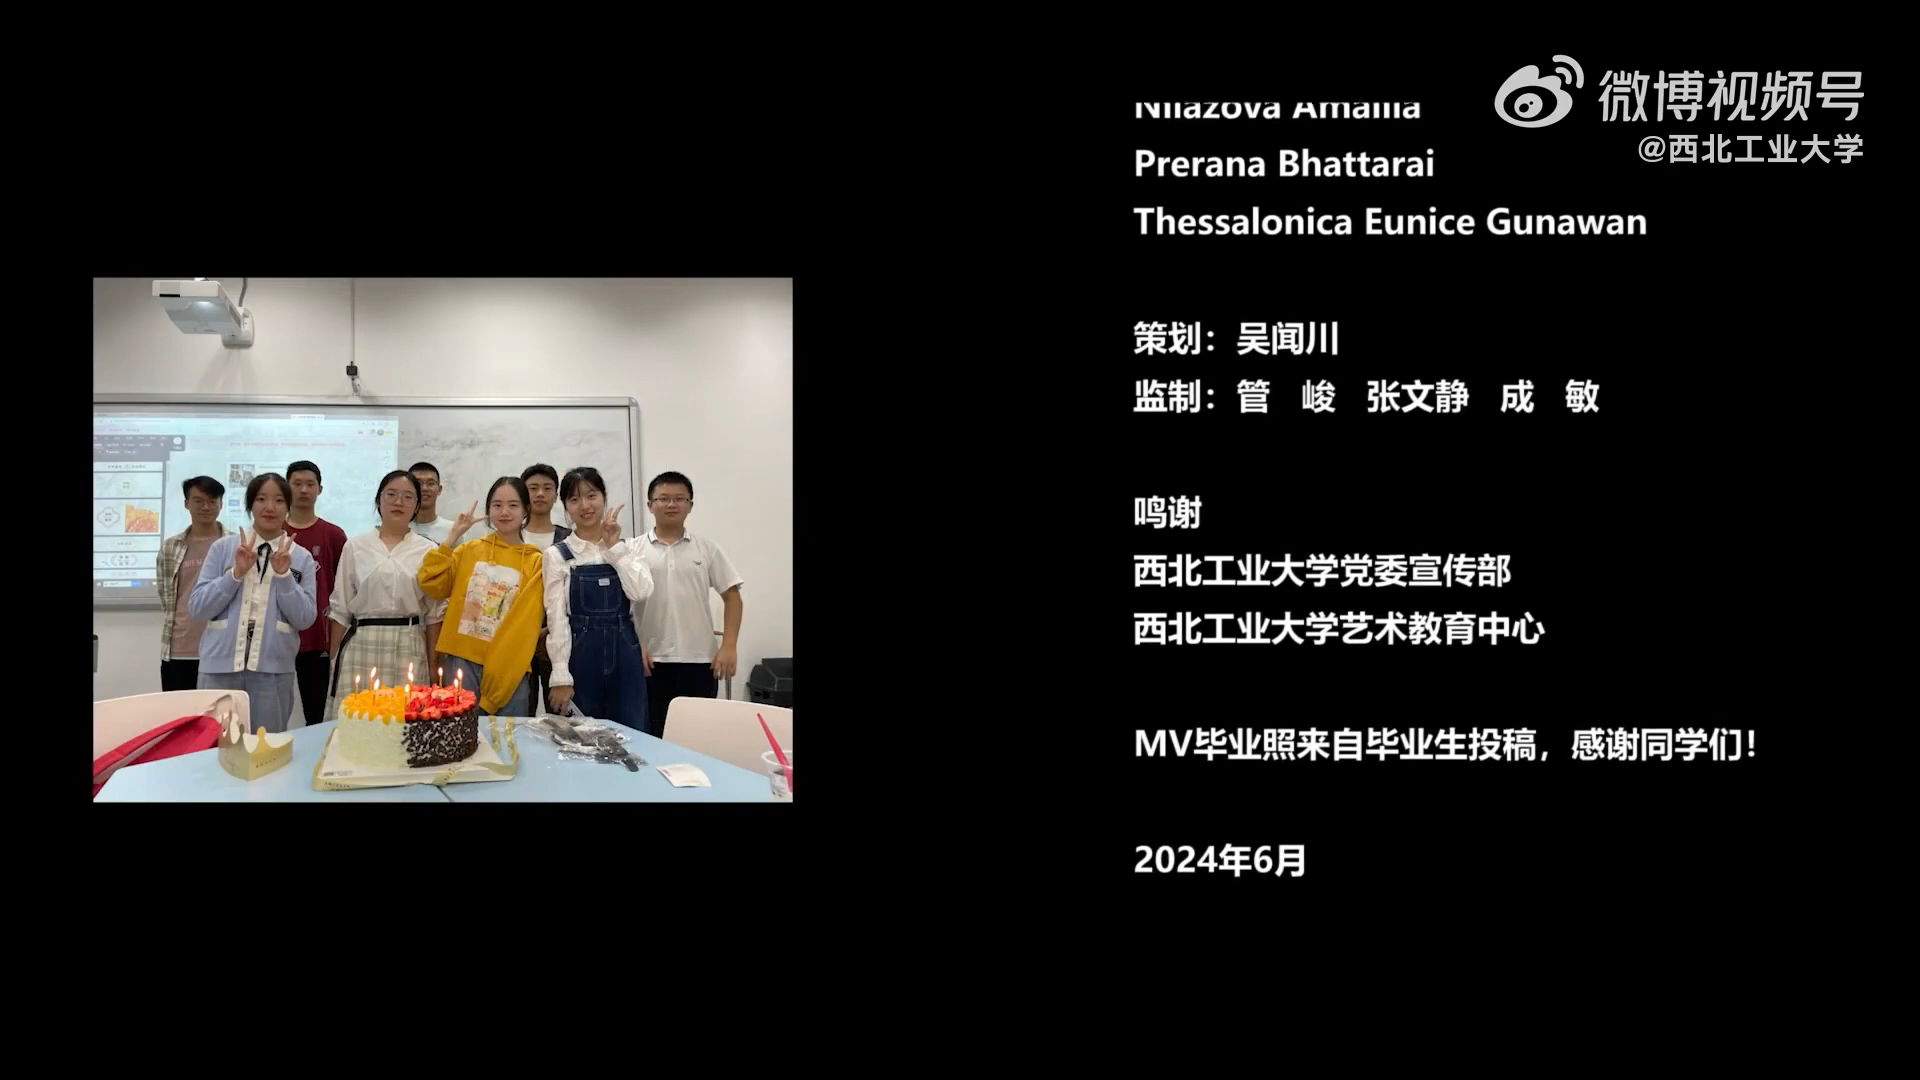 微博视频号
@西北工业大学
Prerana Bhattarai
Thessalonica Eunice Gunawan
策划：吴闻川
监制：管 峻 张文静 成 敏
鸣谢
西北工业大学党委宣传部
西北工业大学艺术教育中心
MV毕业照来自毕业生投稿，感谢同学们！
2024年6月